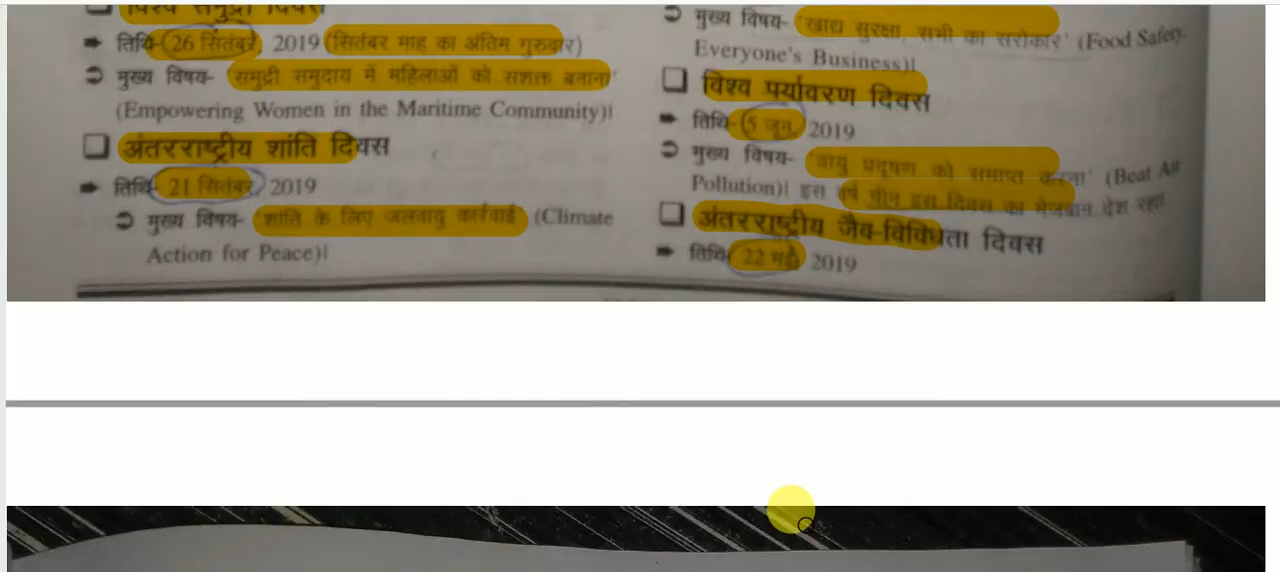 विश्व समुद्री दिवस
तिथि- 26 सितंबर, 2019 (सितंबर माह का अंतिम गुरुवार)
मुख्य विषय- 'समुद्री समुदाय में महिलाओं को सशक्त बनाना'
(Empowering Women in the Maritime Community)।
अंतरराष्ट्रीय शांति दिवस
तिथि- 21 सितंबर, 2019
मुख्य विषय- 'शांति के लिए जलवायु कार्रवाई' (Climate
Action for Peace)।
मुख्य विषय- 'खाद्य सुरक्षा, सभी का सरोकार' (Food Safety-
Everyone's Business)।
विश्व पर्यावरण दिवस
तिथि- 5 जून, 2019
मुख्य विषय- 'वायु प्रदूषण को समाप्त करना' (Beat Air
Pollution)। इस वर्ष चीन इस दिवस का मेजबान देश रहा
अंतरराष्ट्रीय जैव-विविधता दिवस
तिथि- 22 मई, 2019